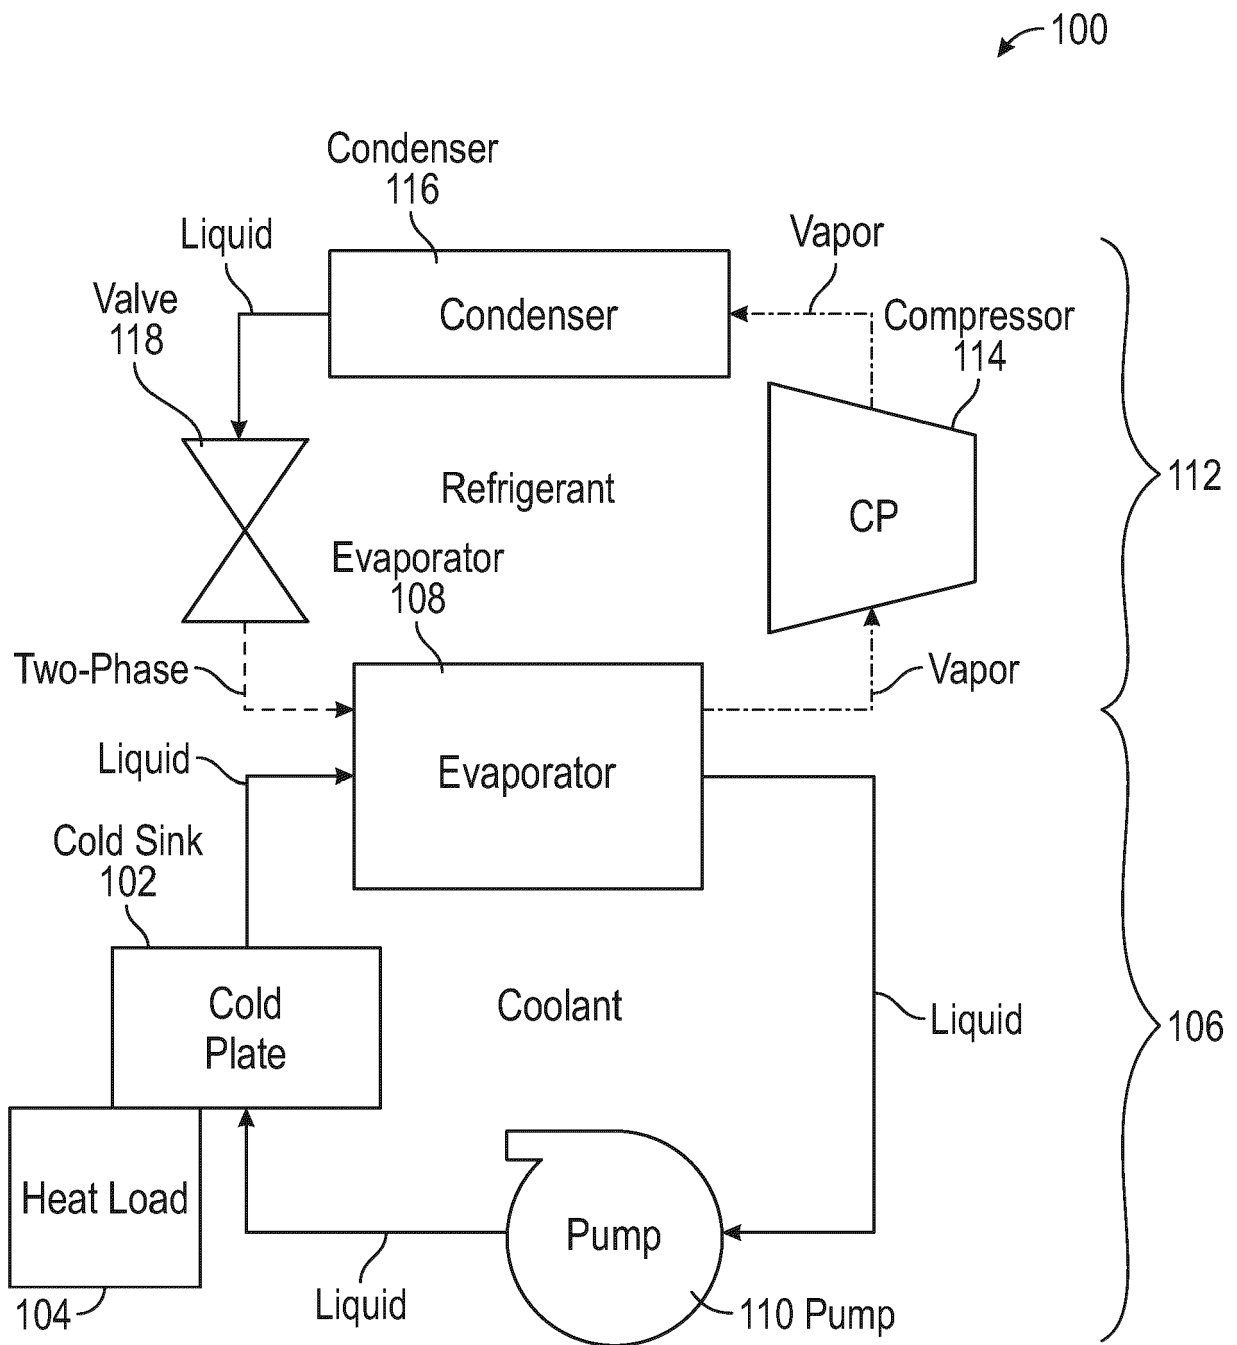 100
Condenser
116
Liquid
Vapor
Valve
118
Condenser
Compressor
114
Refrigerant
112
CP
Evaporator
108
Two-Phase
Vapor
Liquid
Evaporator
Cold Sink
102
Cold
Plate
Coolant
Liquid
106
Heat Load
Pump
104
Liquid
110 Pump